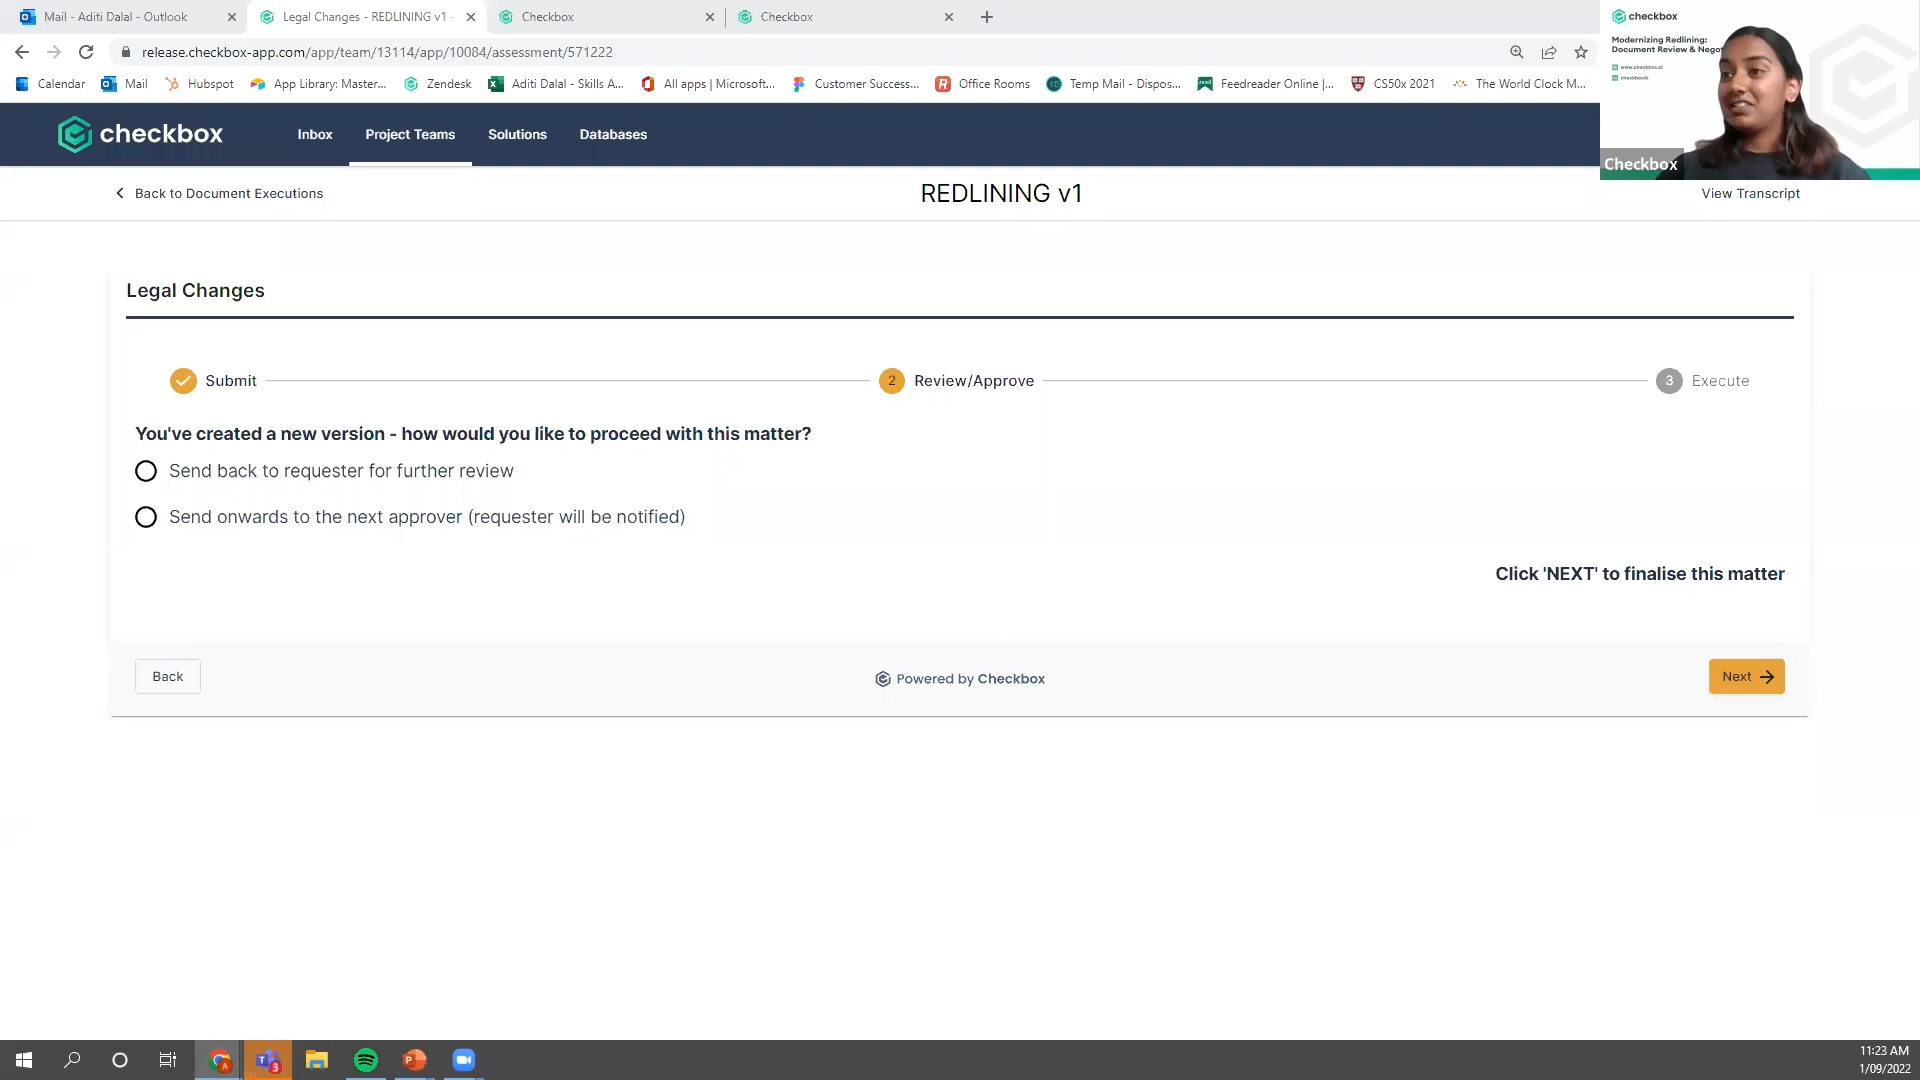 Mail - Aditi Dalal - Outlook
Legal Changes - REDLINING v1 -
Checkbox
Checkbox
release.checkbox-app.com/app/team/13114/app/10084/assessment/571222
Calendar
Mail
Hubspot
App Library: Master...
Zendesk
Aditi Dalal - Skills A...
All apps | Microsoft...
Customer Success...
Office Rooms
Temp Mail - Dispos...
Feedreader Online |...
CS50x 2021
The World Clock M...
checkbox
Modernizing Redlining:
Document Review & Nego
www.checkbox.ai
checkboxAI
Checkbox
checkbox
Inbox
Project Teams
Solutions
Databases
Back to Document Executions
REDLINING v1
View Transcript
Legal Changes
Submit
2
Review/Approve
3
Execute
You've created a new version - how would you like to proceed with this matter?
Send back to requester for further review
Send onwards to the next approver (requester will be notified)
Click 'NEXT' to finalise this matter
Back
Powered by Checkbox
Next
11:23 AM
1/09/2022